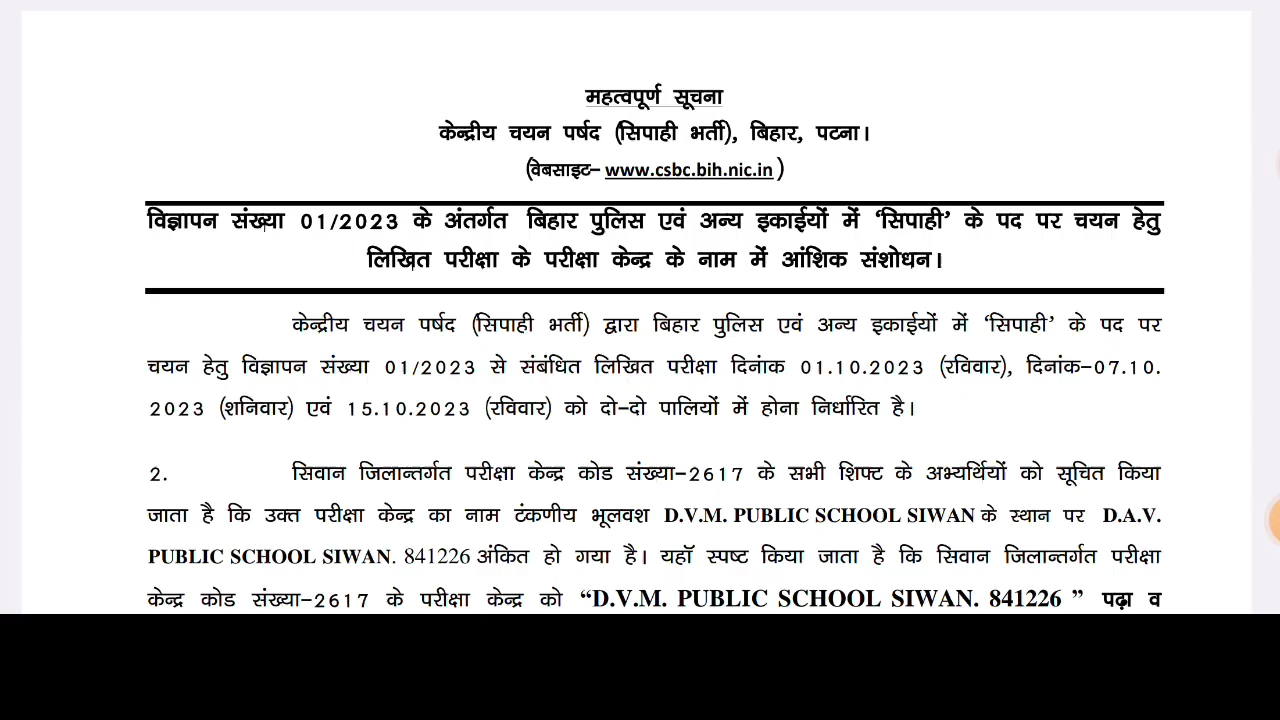 महत्वपूर्ण सूचना
केन्द्रीय चयन पर्षद (सिपाही भर्ती), बिहार, पटना।
(वेबसाइट– www.csbc.bih.nic.in )
विज्ञापन संख्या 01/2023 के अंतर्गत बिहार पुलिस एवं अन्य इकाईयों में ‘सिपाही’ के पद पर चयन हेतु
लिखित परीक्षा के परीक्षा केन्द्र के नाम में आंशिक संशोधन।
केन्द्रीय चयन पर्षद (सिपाही भर्ती) द्वारा बिहार पुलिस एवं अन्य इकाईयों में ‘सिपाही’ के पद पर
चयन हेतु विज्ञापन संख्या 01/2023 से संबंधित लिखित परीक्षा दिनांक 01.10.2023 (रविवार), दिनांक–07.10.
2023 (शनिवार) एवं 15.10.2023 (रविवार) को दो–दो पालियों में होना निर्धारित है।
2. सिवान जिलान्तर्गत परीक्षा केन्द्र कोड संख्या–2617 के सभी शिफ्ट के अभ्यर्थियों को सूचित किया
जाता है कि उक्त परीक्षा केन्द्र का नाम टंकणीय भूलवश D.V.M. PUBLIC SCHOOL SIWAN के स्थान पर D.A.V.
PUBLIC SCHOOL SIWAN. 841226 अंकित हो गया है। यहाँ स्पष्ट किया जाता है कि सिवान जिलान्तर्गत परीक्षा
केन्द्र कोड संख्या–2617 के परीक्षा केन्द्र को “D.V.M. PUBLIC SCHOOL SIWAN. 841226 ” पढ़ा व